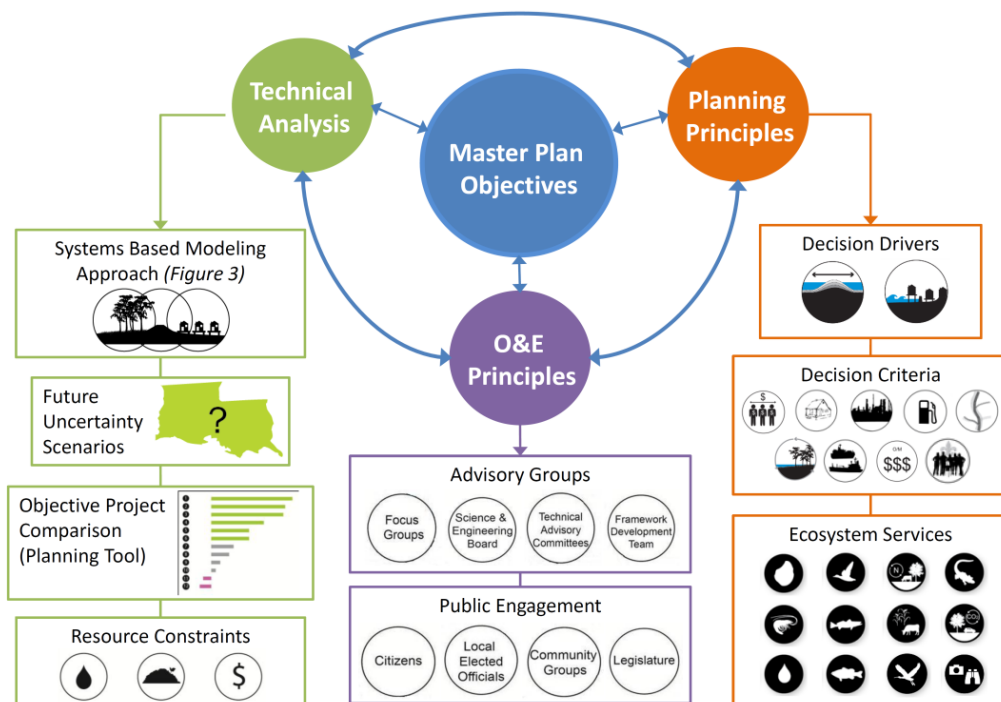 Technical
Analysis
Master Plan
Objectives
Planning
Principles
O&E
Principles
Systems Based Modeling
Approach (Figure 3)
Future
Uncertainty
Scenarios
?
Objective Project
Comparison
(Planning Tool)
Resource Constraints
$
Advisory Groups
Focus
Groups
Science &
Engineering
Board
Technical
Advisory
Committees
Framework
Development
Team
Public Engagement
Citizens
Local
Elected
Officials
Community
Groups
Legislature
Decision Drivers
Decision Criteria
$
O/M
$$$
Ecosystem Services
N
CO2